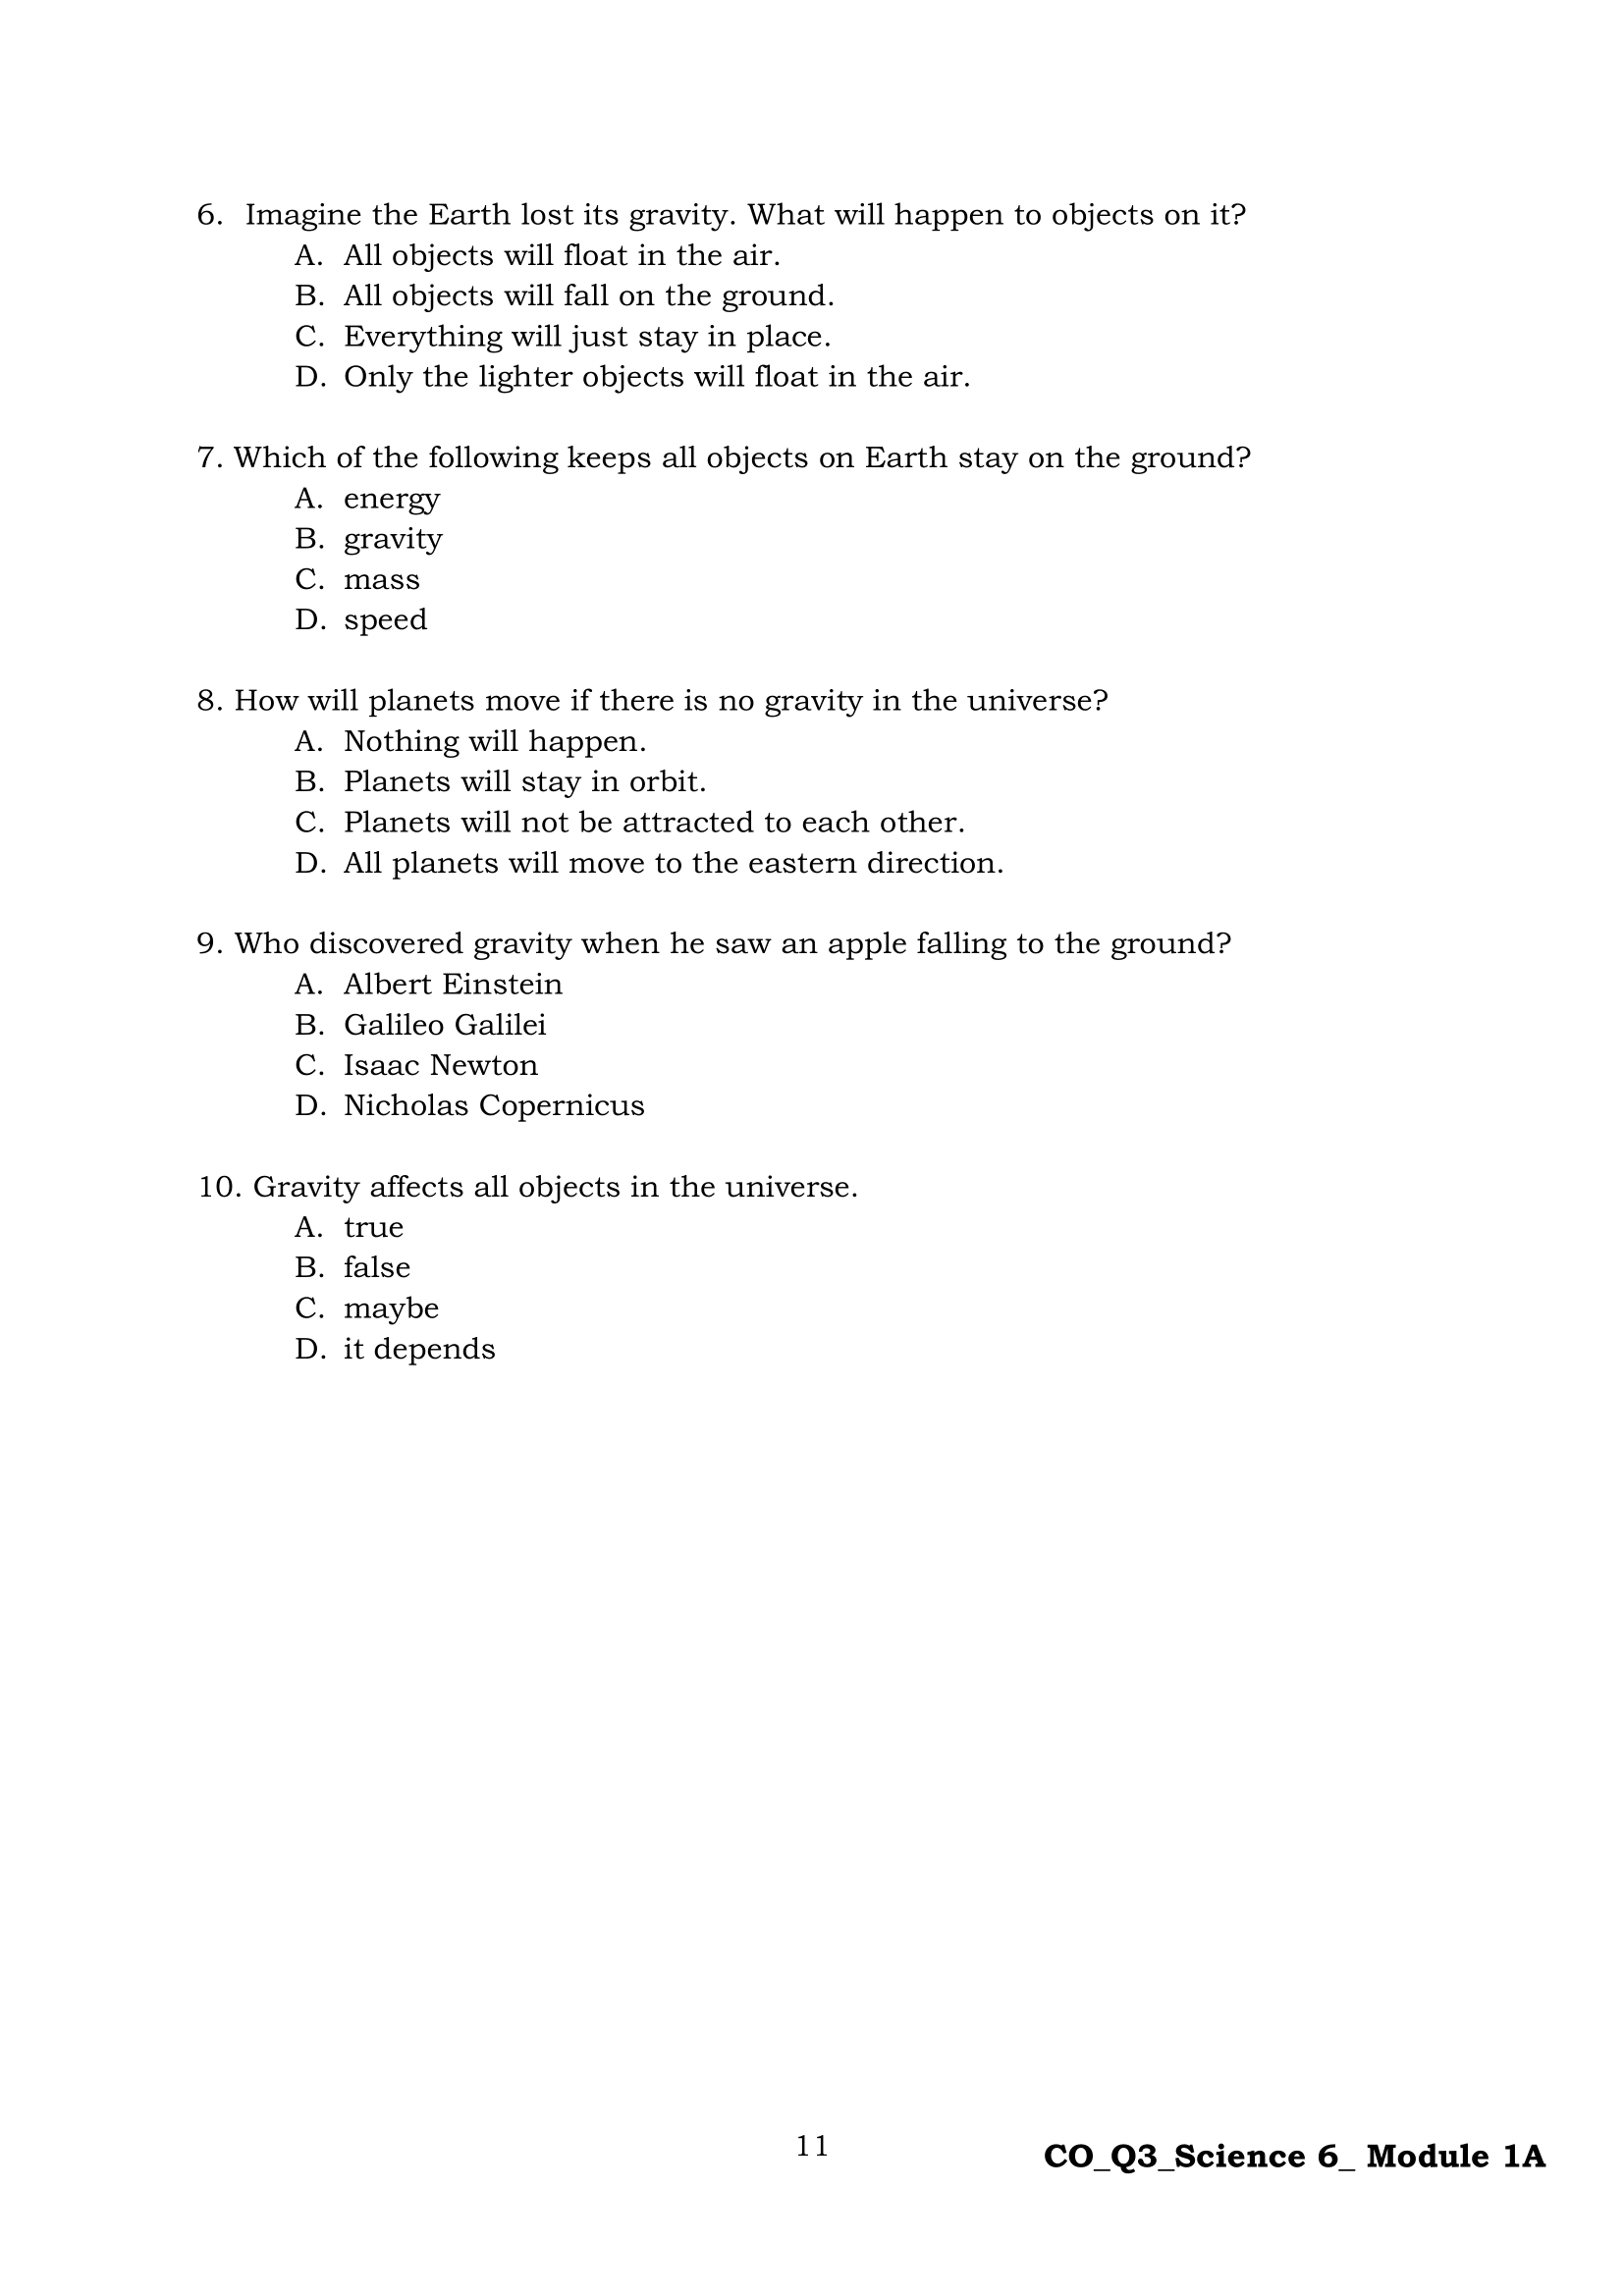 6. Imagine the Earth lost its gravity. What will happen to objects on it?
A. All objects will float in the air.
B. All objects will fall on the ground.
C. Everything will just stay in place.
D. Only the lighter objects will float in the air.
7. Which of the following keeps all objects on Earth stay on the ground?
A. energy
B. gravity
C. mass
D. speed
8. How will planets move if there is no gravity in the universe?
A. Nothing will happen.
B. Planets will stay in orbit.
C. Planets will not be attracted to each other.
D. All planets will move to the eastern direction.
9. Who discovered gravity when he saw an apple falling to the ground?
A. Albert Einstein
B. Galileo Galilei
C. Isaac Newton
D. Nicholas Copernicus
10. Gravity affects all objects in the universe.
A. true
B. false
C. maybe
D. it depends
11
CO_Q3_Science 6_ Module 1A